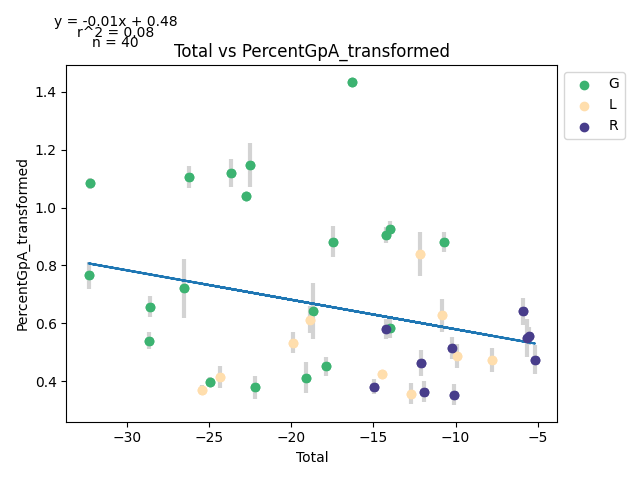 y = -0.01x + 0.48
r^2 = 0.08
n = 40
Total vs PercentGpA_transformed
G
L
R
PercentGpA_transformed
1.4
1.2
1.0
0.8
0.6
0.4
−30
−25
−20
−15
−10
−5
Total